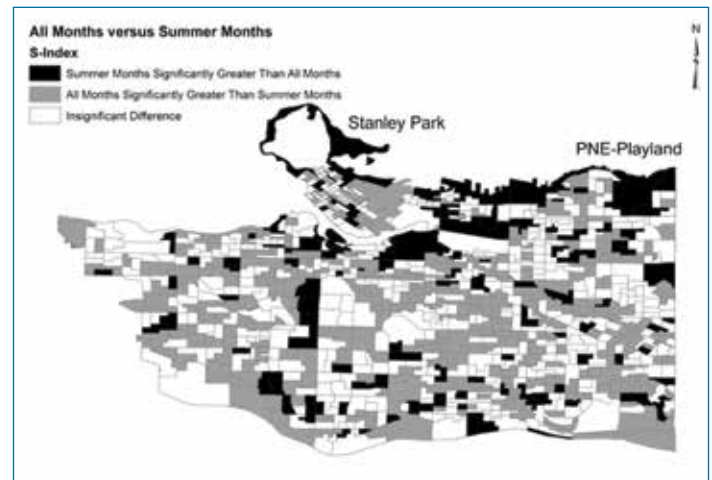 All Months versus Summer Months
S-Index
Summer Months Significantly Greater Than All Months
All Months Significantly Greater Than Summer Months
Insignificant Difference
N
Stanley Park
PNE-Playland